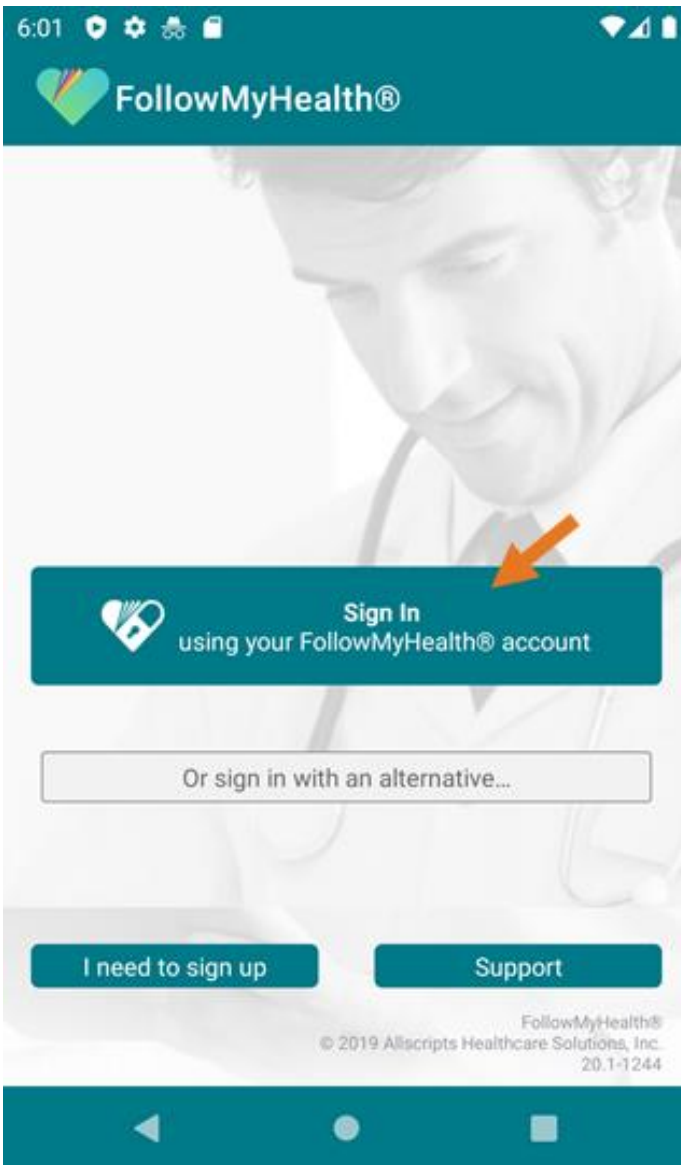 6:01
FollowMyHealth®
Sign In
using your FollowMyHealth® account
Or sign in with an alternative...
I need to sign up
Support
FollowMyHealth®
© 2019 Allscripts Healthcare Solutions, Inc.
20.1-1244